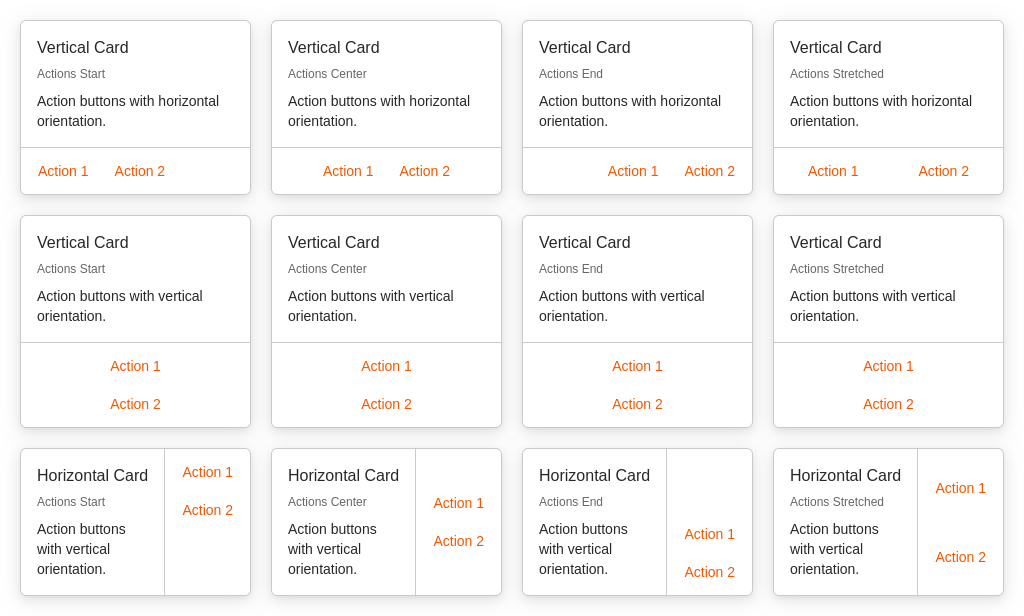 Vertical Card
Actions Start
Action buttons with horizontal
orientation.
Action 1 Action 2
Vertical Card
Actions Center
Action buttons with horizontal
orientation.
Action 1 Action 2
Vertical Card
Actions End
Action buttons with horizontal
orientation.
Action 1 Action 2
Vertical Card
Actions Stretched
Action buttons with horizontal
orientation.
Action 1 Action 2
Vertical Card
Actions Start
Action buttons with vertical
orientation.
Action 1
Action 2
Vertical Card
Actions Center
Action buttons with vertical
orientation.
Action 1
Action 2
Vertical Card
Actions End
Action buttons with vertical
orientation.
Action 1
Action 2
Vertical Card
Actions Stretched
Action buttons with vertical
orientation.
Action 1
Action 2
Horizontal Card
Actions Start
Action buttons
with vertical
orientation.
Action 1
Action 2
Horizontal Card
Actions Center
Action buttons
with vertical
orientation.
Action 1
Action 2
Horizontal Card
Actions End
Action buttons
with vertical
orientation.
Action 1
Action 2
Horizontal Card
Actions Stretched
Action buttons
with vertical
orientation.
Action 1
Action 2